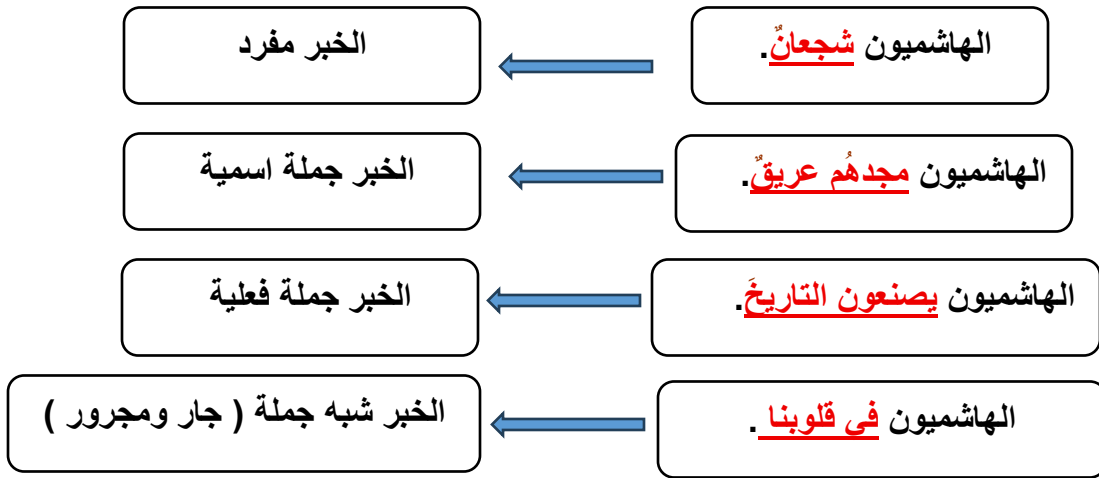 الهاشميون شجعانٌ.
الخبر مفرد
الهاشميون مجدهُم عريقٌ.
الخبر جملة اسمية
الهاشميون يصنعون التاريخَ.
الخبر جملة فعلية
الهاشميون في قلوبنا .
الخبر شبه جملة ( جار ومجرور )